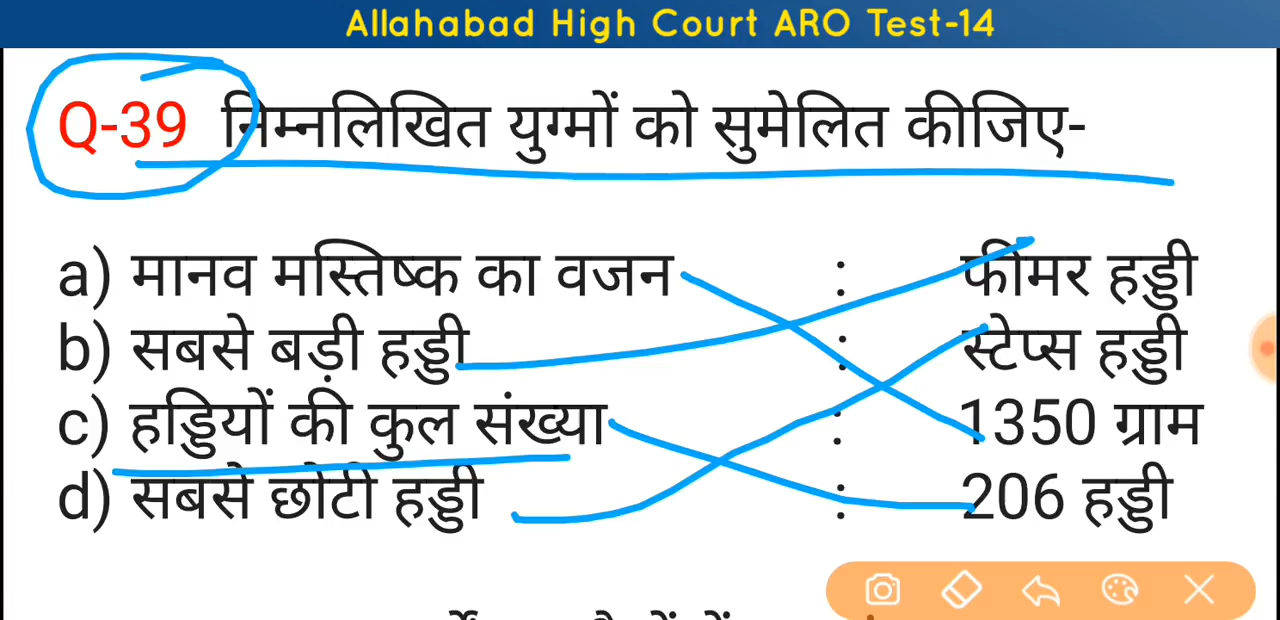 Allahabad High Court ARO Test-14
Q-39 निम्नलिखित युग्मों को सुमेलित कीजिए-
a) मानव मस्तिष्क का वजन : फीमर हड्डी
b) सबसे बड़ी हड्डी : स्टेप्स हड्डी
c) हड्डियों की कुल संख्या : 1350 ग्राम
d) सबसे छोटी हड्डी : 206 हड्डी